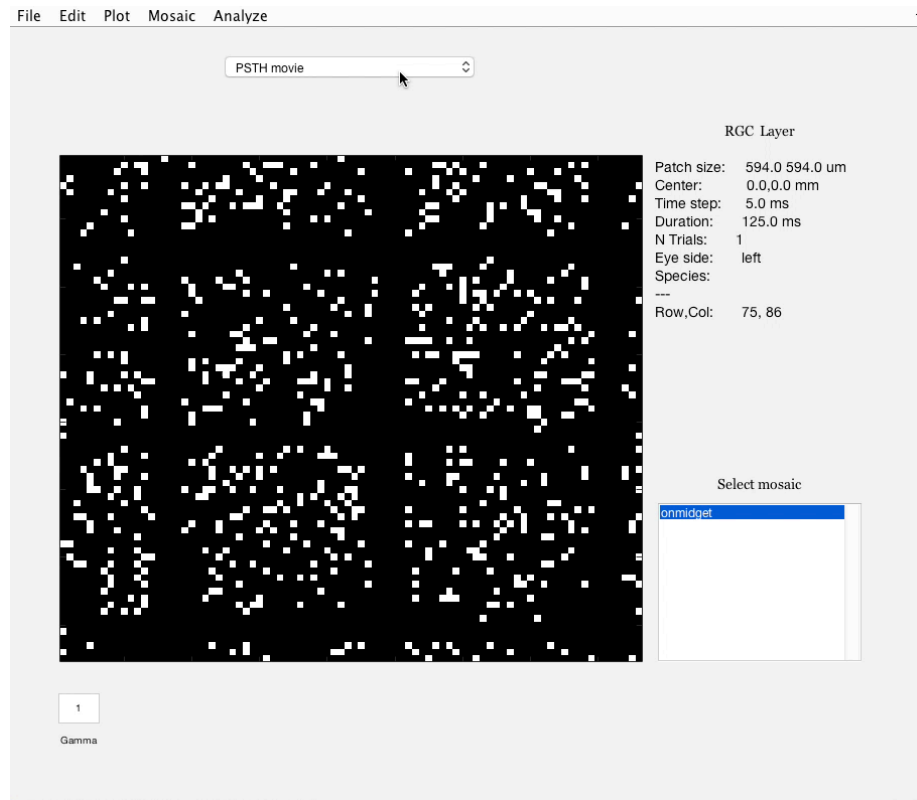 File Edit Plot Mosaic Analyze
PSTH movie
RGC Layer
Patch size: 594.0 594.0 um
Center: 0.0,0.0 mm
Time step: 5.0 ms
Duration: 125.0 ms
N Trials: 1
Eye side: left
Species:
---
Row,Col: 75, 86
Select mosaic
onmidget
1
Gamma